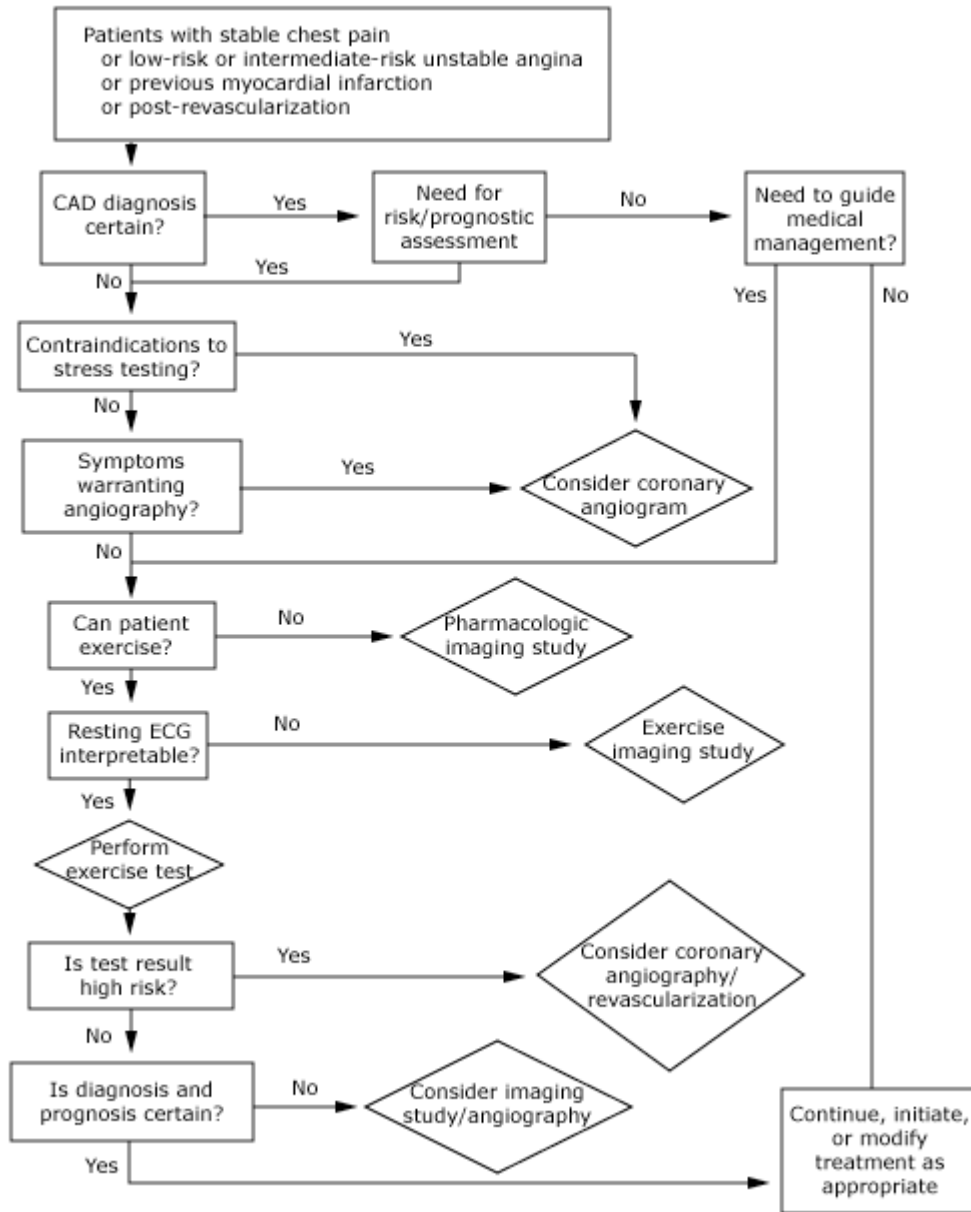 Patients with stable chest pain
or low-risk or intermediate-risk unstable angina
or previous myocardial infarction
or post-revascularization
CAD diagnosis
certain?
Yes
Need for
risk/prognostic
assessment
No
Need to guide
medical
management?
No
Yes
Yes
No
Contraindications to
stress testing?
Yes
No
Symptoms
warranting
angiography?
Yes
Consider coronary
angiogram
No
Can patient
exercise?
No
Pharmacologic
imaging study
Yes
Resting ECG
interpretable?
No
Exercise
imaging study
Yes
Perform
exercise test
Is test result
high risk?
Yes
Consider coronary
angiography/
revascularization
No
Is diagnosis and
prognosis certain?
No
Consider imaging
study/angiography
Yes
Continue, initiate,
or modify
treatment as
appropriate